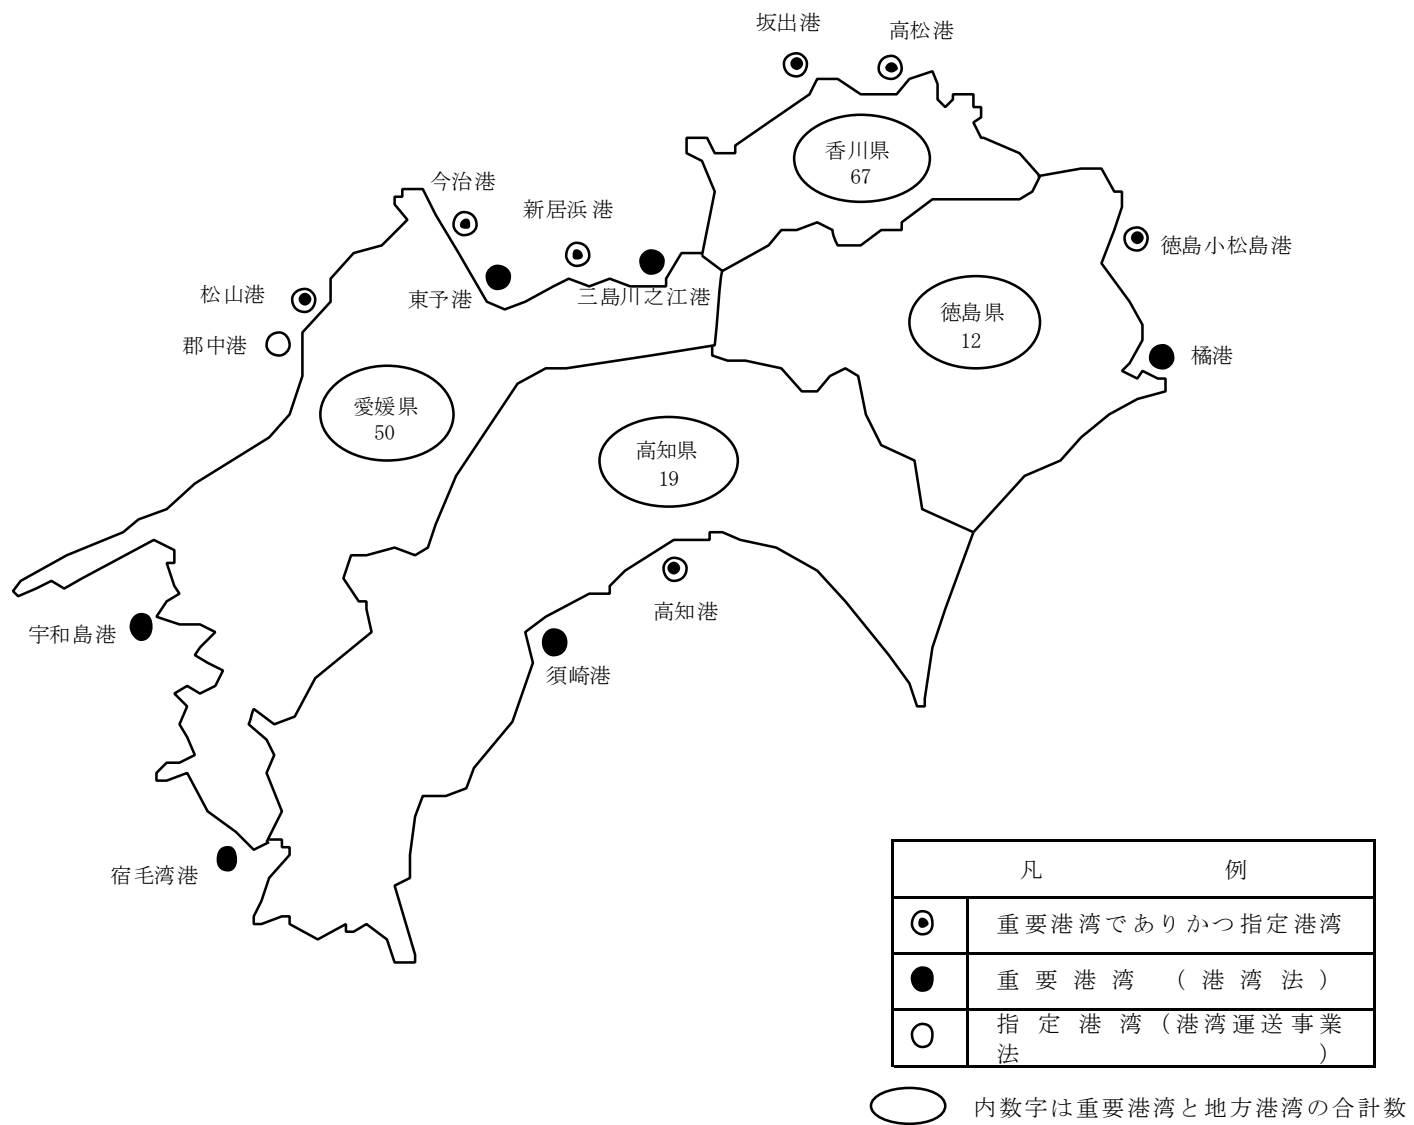 坂出港
高松港
香川県
67
今治港
新居浜港
徳島小松島港
松山港
東予港
三島川之江港
徳島県
12
郡中港
橘港
愛媛県
50
高知県
19
高知港
宇和島港
須崎港
宿毛湾港
凡例
重要港湾でありかつ指定港湾
重要港湾（港湾法）
指定港湾（港湾運送事業
法）
内数字は重要港湾と地方港湾の合計数